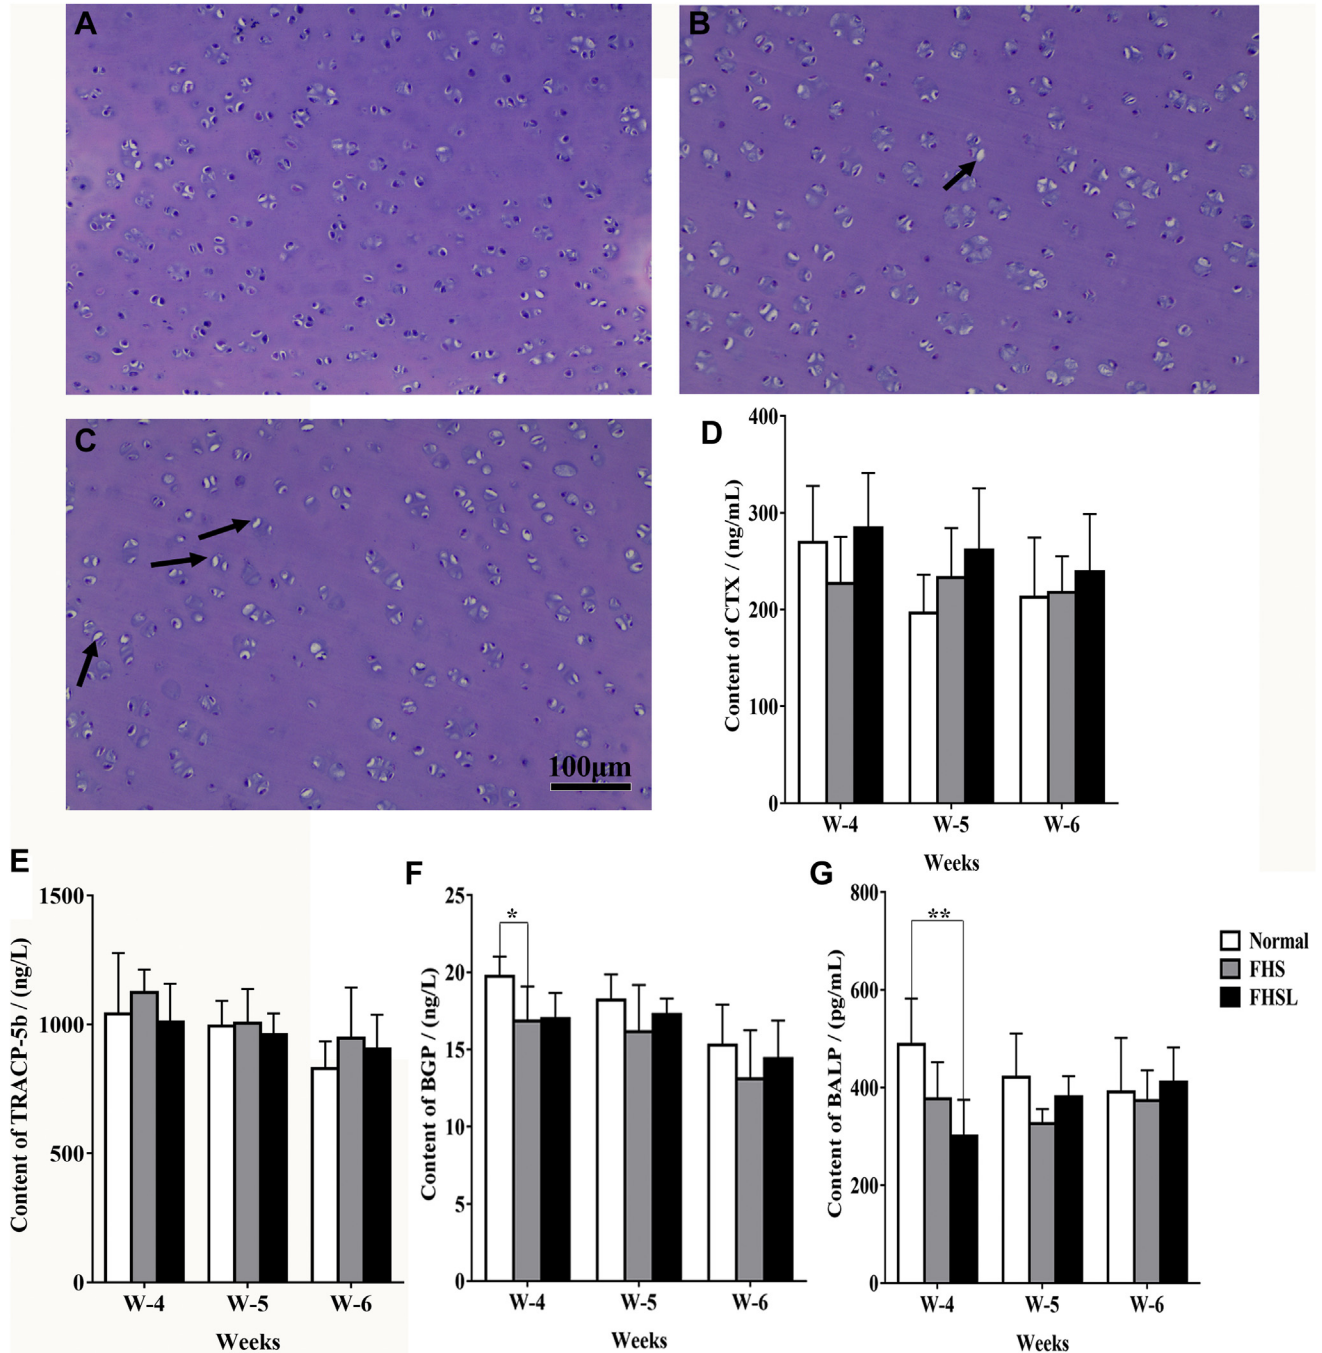 A
B
C
100μm
D
400
300
200
100
0
Content of CTX / (ng/mL)
W-4 W-5 W-6
Weeks
E
1500
1000
500
0
Content of TRACP-5b / (ng/L)
W-4 W-5 W-6
Weeks
F
25
20
15
10
5
0
Content of BGP / (ng/L)
*
W-4 W-5 W-6
Weeks
G
800
600
400
200
0
Content of BALP / (pg/mL)
**
W-4 W-5 W-6
Weeks
Normal
FHS
FHSL